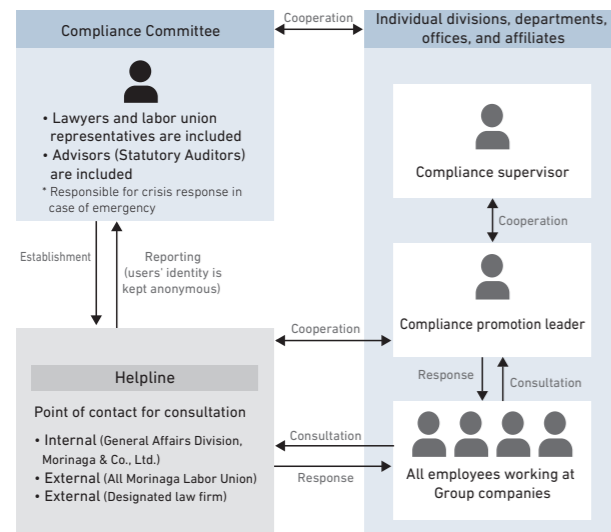 Compliance Committee
• Lawyers and labor union
representatives are included
• Advisors (Statutory Auditors)
are included
* Responsible for crisis response in
case of emergency
Cooperation
Individual divisions, departments,
offices, and affiliates
Compliance supervisor
Cooperation
Compliance promotion leader
Establishment
Reporting
(users' identity is
kept anonymous)
Cooperation
Response
Consultation
Helpline
Point of contact for consultation
• Internal (General Affairs Division,
Morinaga & Co., Ltd.)
• External (All Morinaga Labor Union)
• External (Designated law firm)
Consultation
Response
All employees working at
Group companies